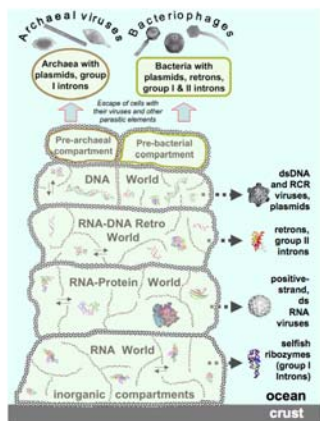 Archaeal viruses
Bacteriophages
Archaea with
plasmids, group
I introns
Bacteria with
plasmids, retrons,
group I & II introns
Escape of cells with
their viruses and other
parasitic elements
Pre-archaeal
compartment
Pre-bacterial
compartment
DNA World
dsDNA
and RCR
viruses,
plasmids
RNA-DNA Retro
World
retrons,
group II
introns
RNA-Protein World
positive-
strand,
ds
RNA
viruses
RNA World
selfish
ribozymes
(group I
Introns)
inorganic compartments
ocean
crust